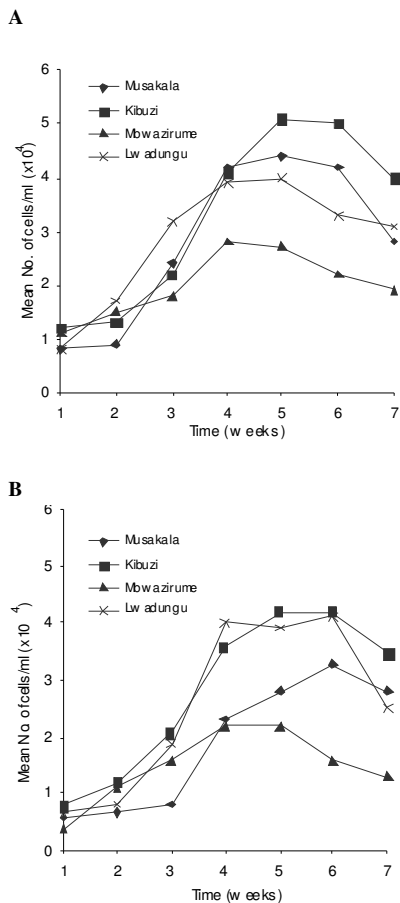 A
6
5
4
3
2
1
0
Mean No. of cells/ml (x10⁴)
Musakala
Kibuzi
Mbwazirume
Lwadungu
1 2 3 4 5 6 7
Time (weeks)
B
6
5
4
3
2
1
0
Mean No. of cells/ml (x10 ⁴)
Musakala
Kibuzi
Mbwazirume
Lwadungu
1 2 3 4 5 6 7
Time (weeks)